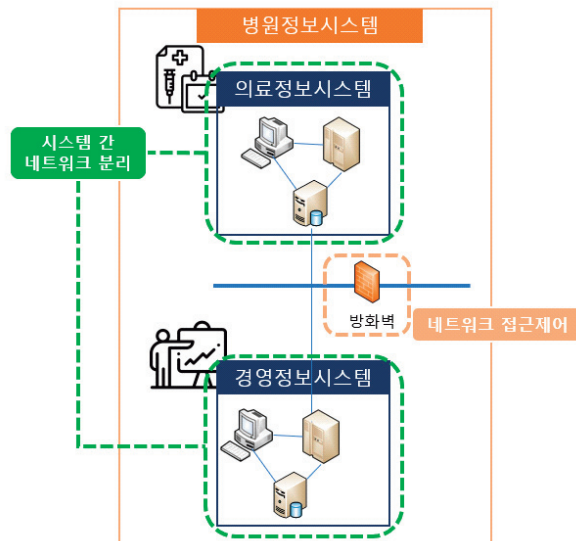 병원정보시스템
의료정보시스템
시스템 간
네트워크 분리
방화벽
네트워크 접근제어
경영정보시스템